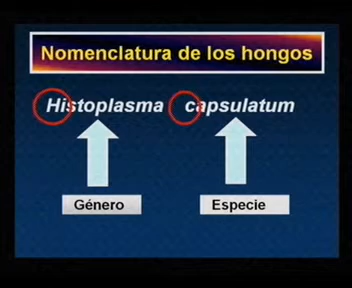 Nomenclatura de los hongos
Histoplasma capsulatum
Género Especie